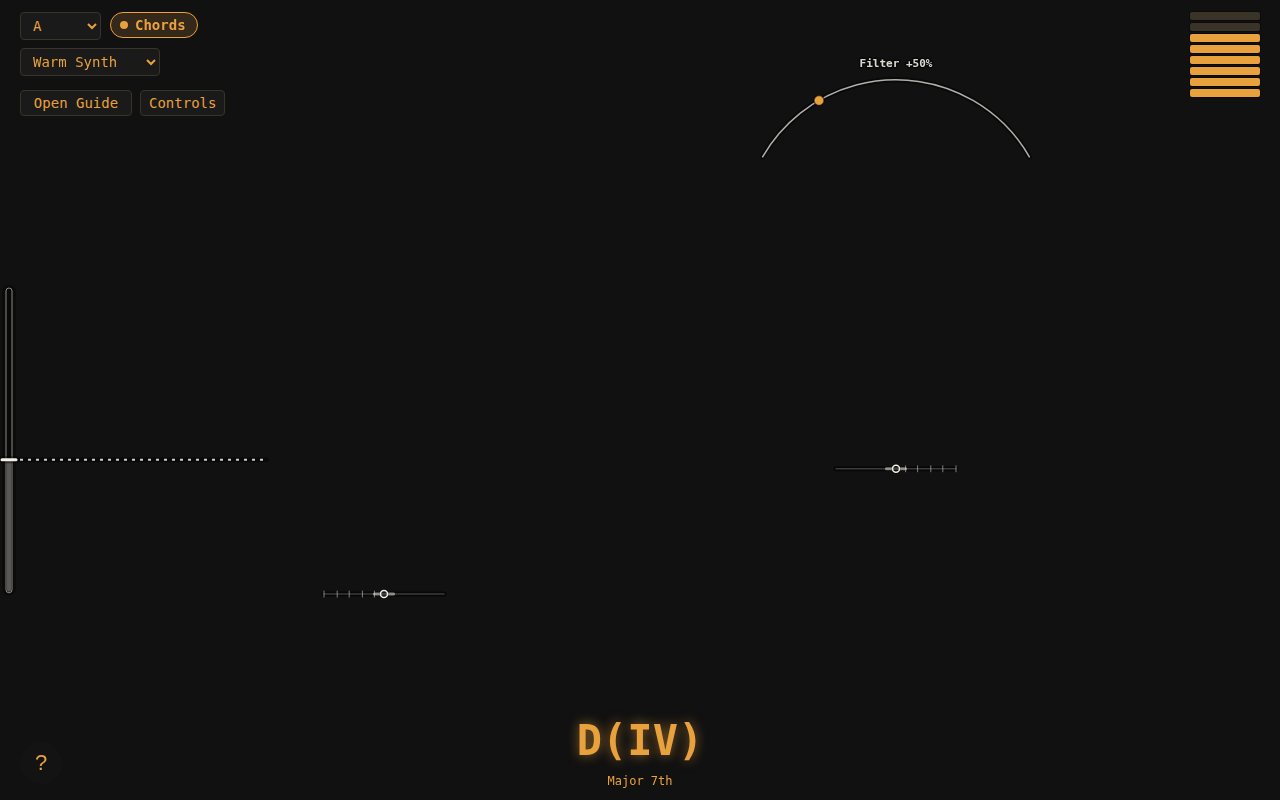 A
Chords
Warm Synth
Open Guide
Controls
Filter +50%
D(IV)
Major 7th
?